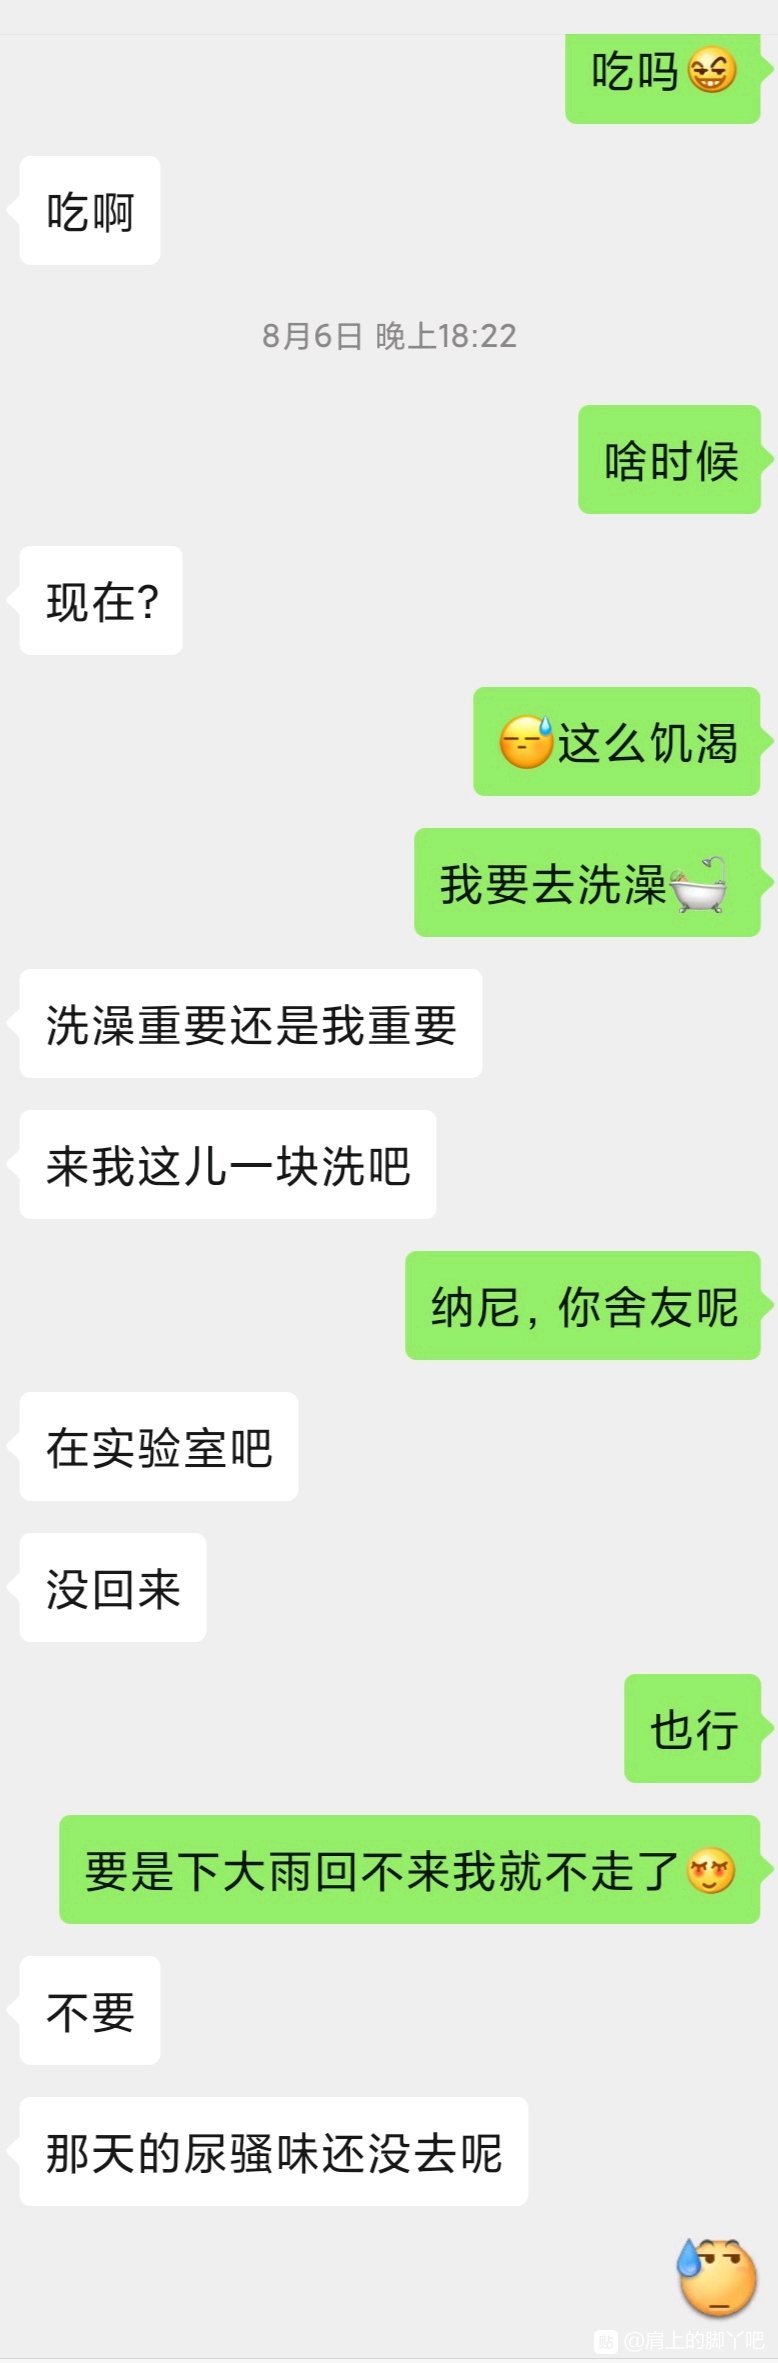 吃吗😝
吃啊
8月6日 晚上18:22
啥时候
现在?
😓这么饥渴
我要去洗澡🛀
洗澡重要还是我重要
来我这儿一块洗吧
纳尼，你舍友呢
在实验室吧
没回来
也行
要是下大雨回不来我就不走了😚
不要
那天的尿骚味还没去呢
贴 @肩上的脚丫吧